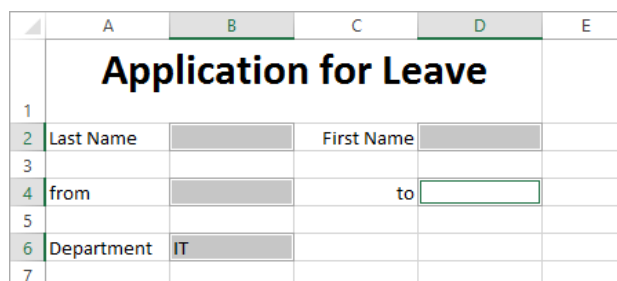 A B C D E
1 Application for Leave
2 Last Name First Name
3
4 from to
5
6 Department IT
7